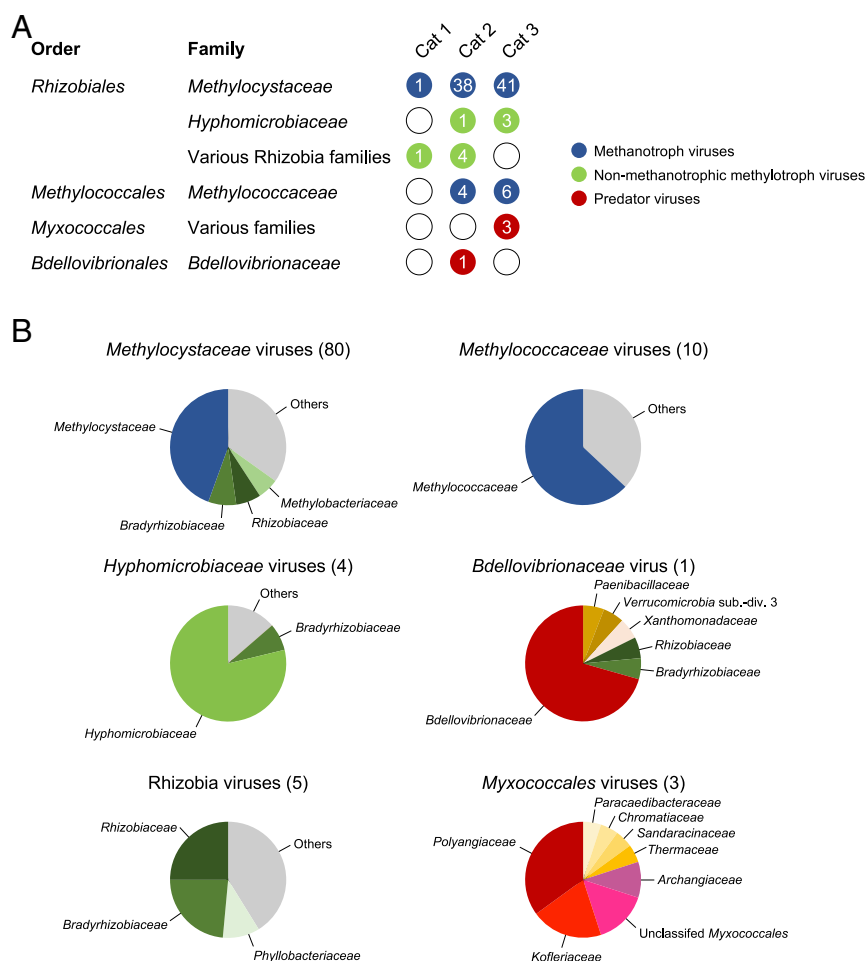 A
Order Family Cat 1 Cat 2 Cat 3
Rhizobiales Methylocystaceae 1 38 41
Hyphomicrobiaceae 1 3
Various Rhizobia families 1 4
Methylococcales Methylococcaceae 4 6
Myxococcales Various families 3
Bdellovibrionales Bdellovibrionaceae 1
Methanotroph viruses
Non-methanotrophic methylotroph viruses
Predator viruses
B
Methylocystaceae viruses (80)
Others
Methylocystaceae
Methylobacteriaceae
Rhizobiaceae
Bradyrhizobiaceae
Methylococcaceae viruses (10)
Others
Methylococcaceae
Hyphomicrobiaceae viruses (4)
Others
Bradyrhizobiaceae
Hyphomicrobiaceae
Bdellovibrionaceae virus (1)
Paenibacillaceae
Verrucomicrobia sub.-div. 3
Xanthomonadaceae
Rhizobiaceae
Bradyrhizobiaceae
Bdellovibrionaceae
Rhizobia viruses (5)
Rhizobiaceae
Others
Bradyrhizobiaceae
Phyllobacteriaceae
Myxococcales viruses (3)
Paracaedibacteraceae
Chromatiaceae
Sandaracinaceae
Thermaceae
Polyangiaceae
Archangiaceae
Unclassifed Myxococcales
Kofleriaceae